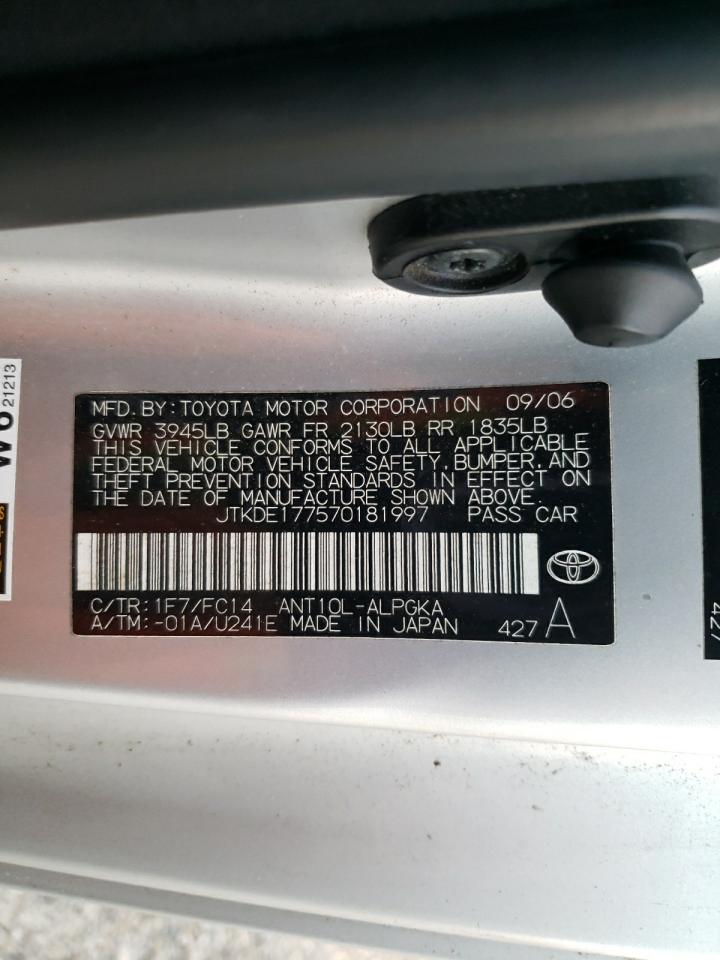 MFD. BY: TOYOTA MOTOR CORPORATION 09/06
GVWR 3945LB GAWR FR 2130LB RR 1835LB
THIS VEHICLE CONFORMS TO ALL APPLICABLE
FEDERAL MOTOR VEHICLE SAFETY, BUMPER, AND
THEFT PREVENTION STANDARDS IN EFFECT ON
THE DATE OF MANUFACTURE SHOWN ABOVE.
JTKDE177570181997 PASS CAR
C/TR: 1F7/FC14 ANT10L-ALPGKA
A/TM: -01A/U241E MADE IN JAPAN 427 A
21213
427